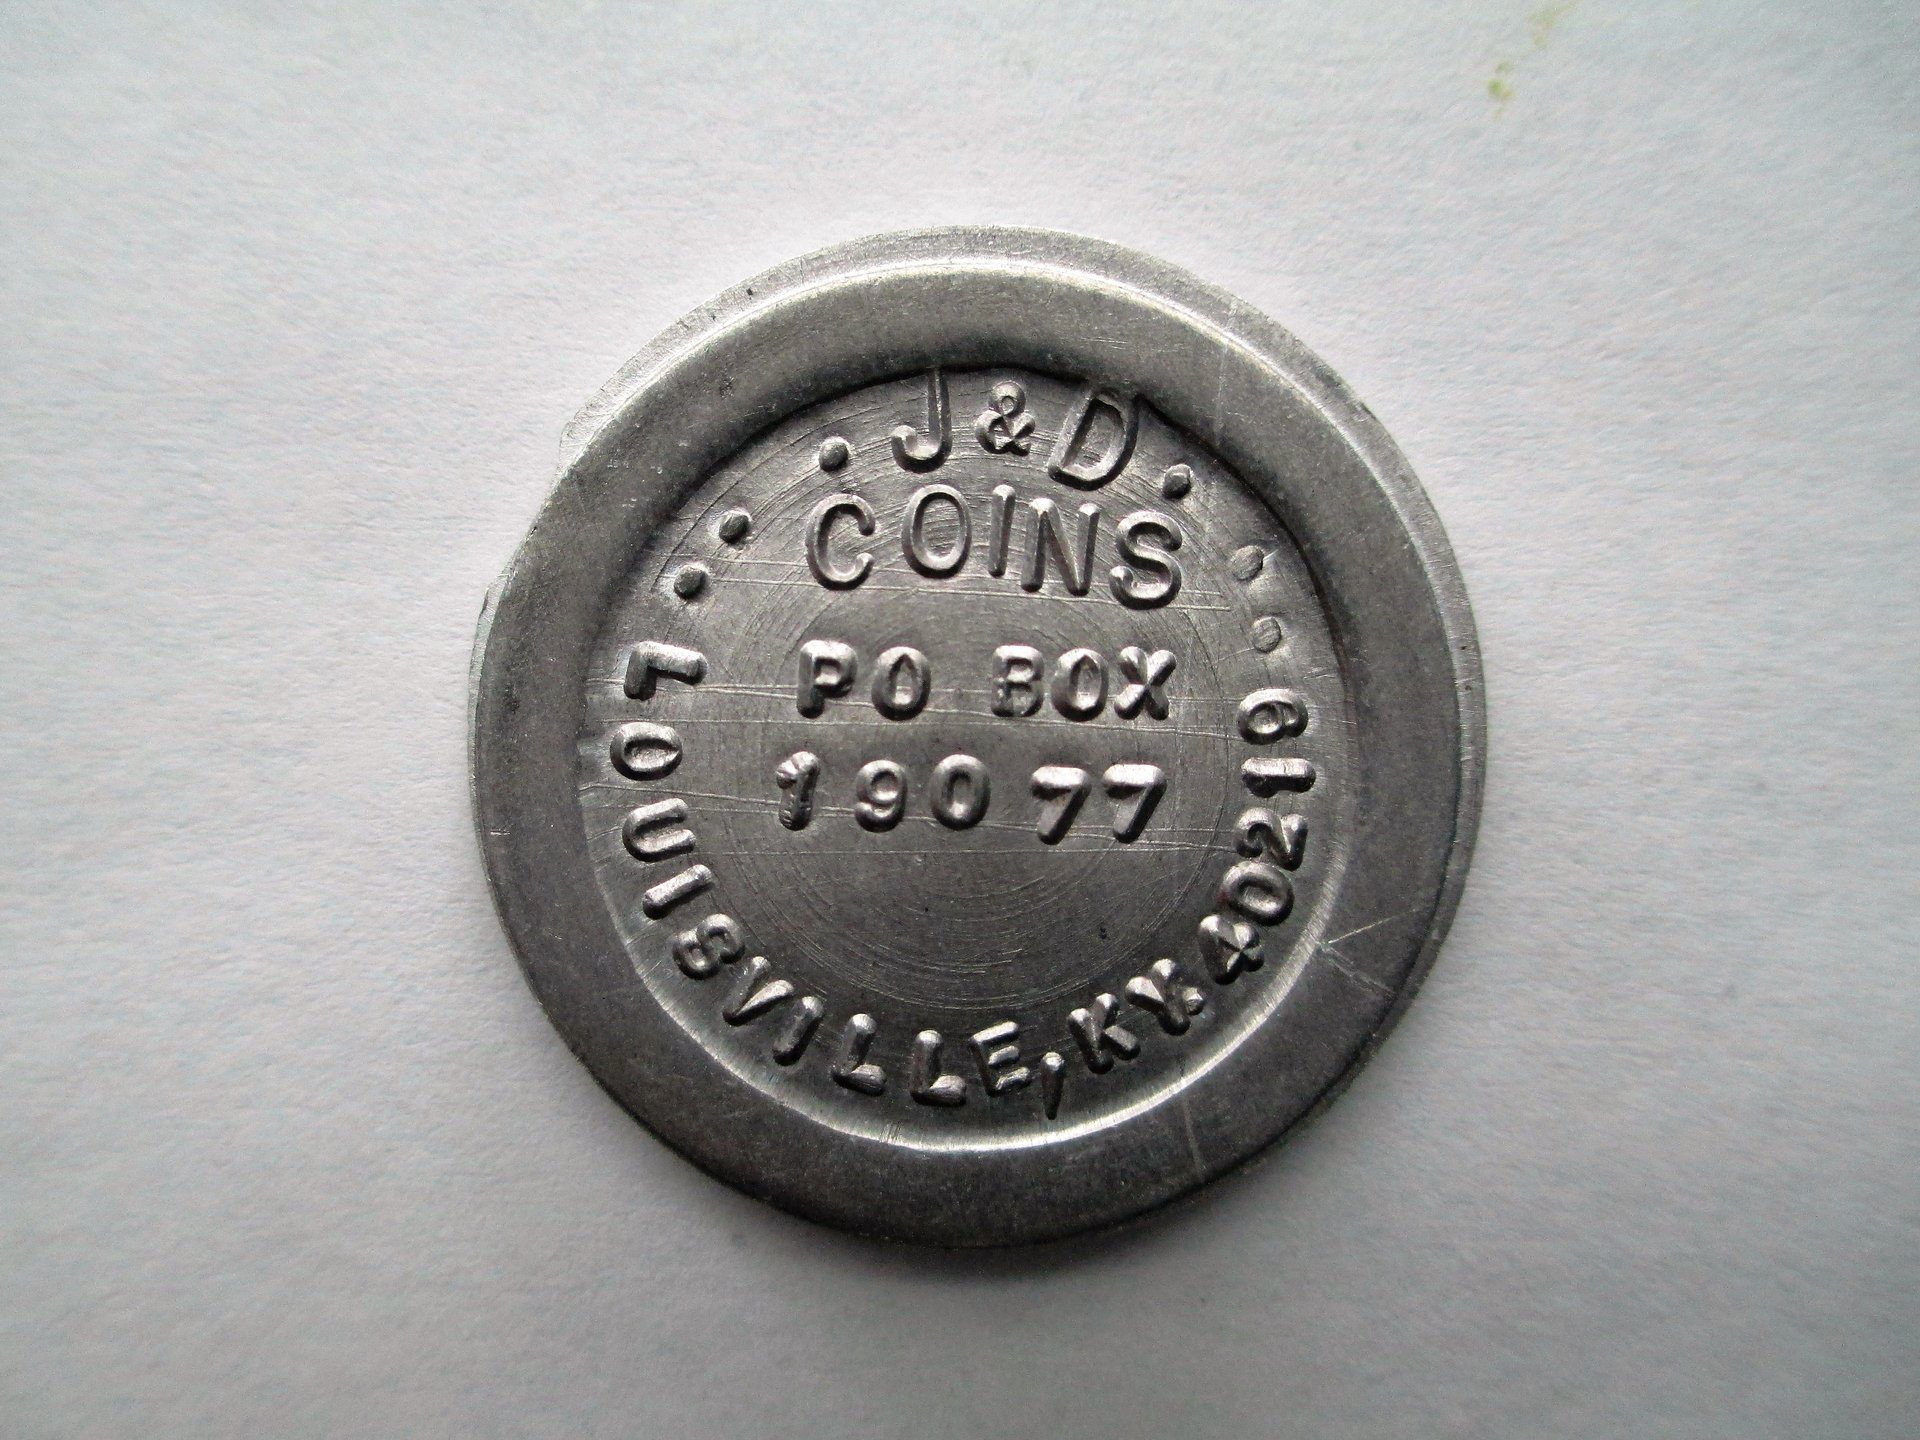 J & D
COINS
PO BOX
19077
LOUISVILLE, KY. 40219